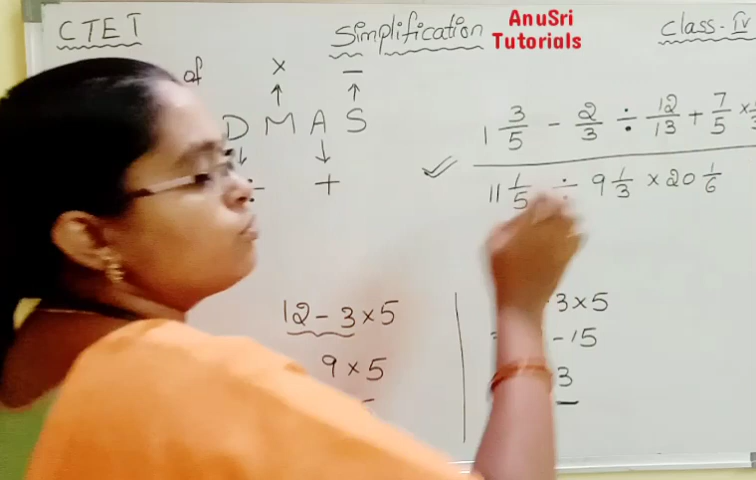 CTET
Simplification
AnuSri
Tutorials
Class - IV
of × −
D M A S
÷ +
1 3/5 − 2/3 ÷ 12/13 + 7/5 ×
11 1/5 ÷ 9 1/3 × 20 1/6
12 − 3 × 5
9 × 5
3 × 5
− 15
3